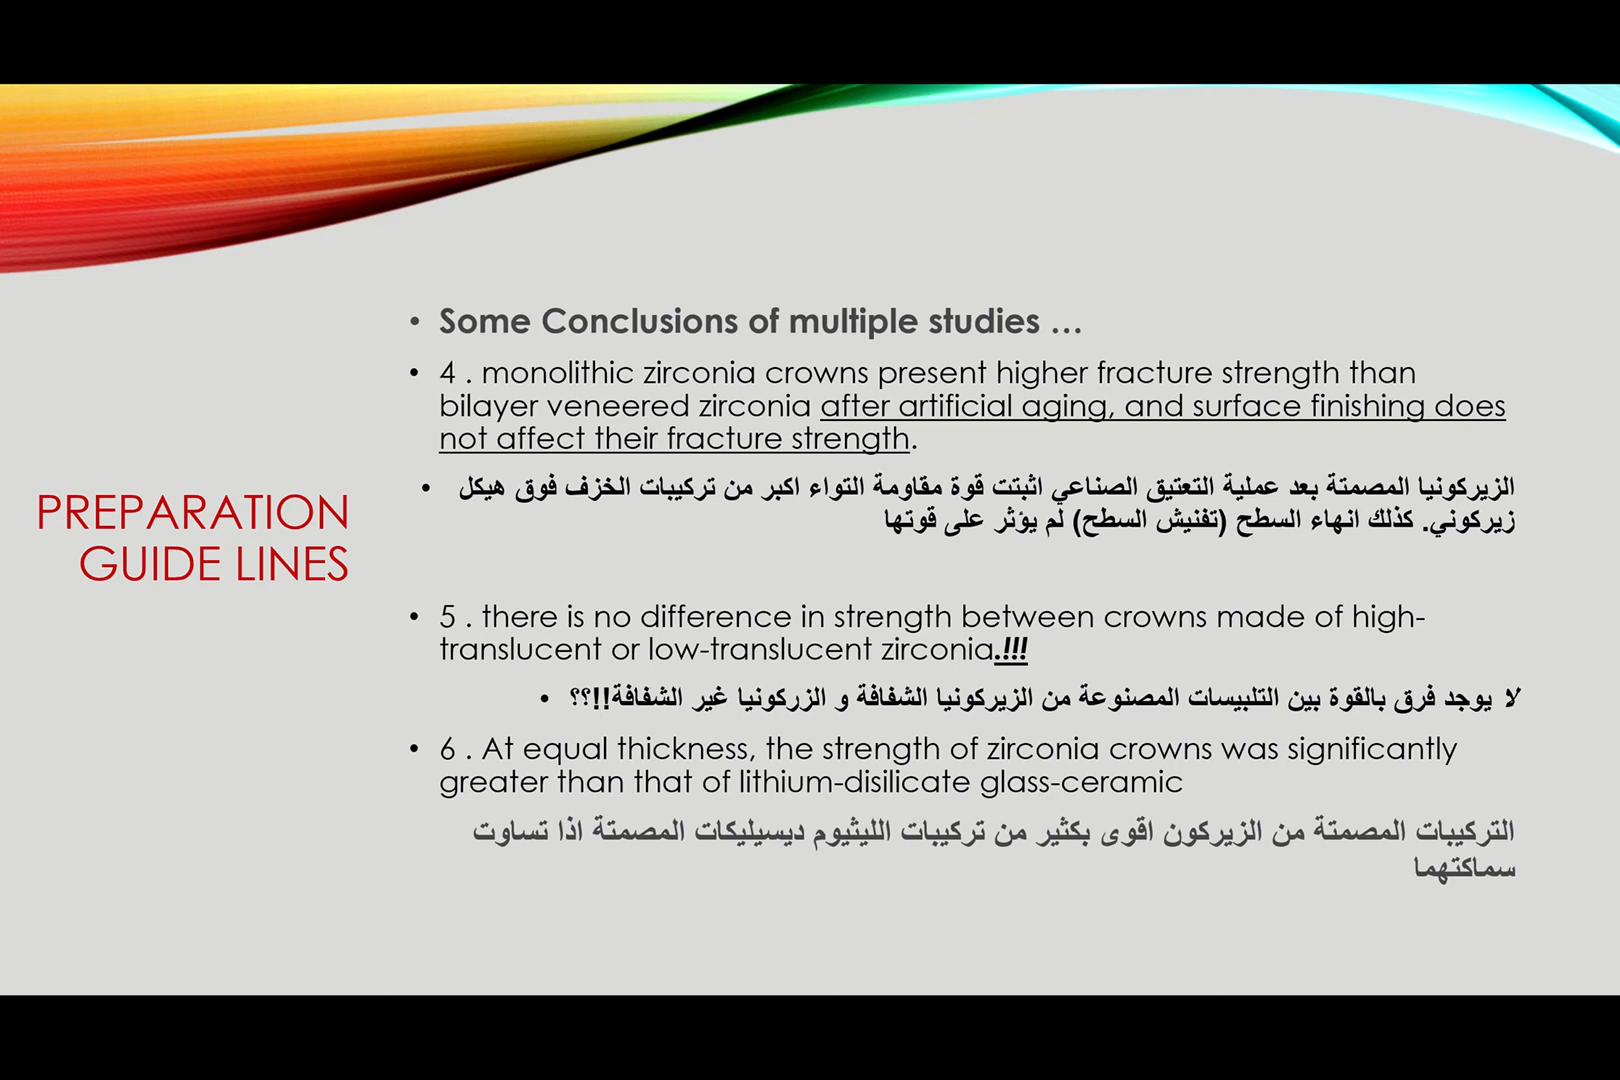 PREPARATION
GUIDE LINES
• Some Conclusions of multiple studies ...
• 4 . monolithic zirconia crowns present higher fracture strength than
bilayer veneered zirconia after artificial aging, and surface finishing does
not affect their fracture strength.
• الزيركونيا المصمتة بعد عملية التعتيق الصناعي اثبتت قوة مقاومة التواء اكبر من تركيبات الخزف فوق هيكل
زيركوني. كذلك انهاء السطح (تفنيش السطح) لم يؤثر على قوتها
• 5 . there is no difference in strength between crowns made of high-
translucent or low-translucent zirconia.!!!
• لا يوجد فرق بالقوة بين التلبيسات المصنوعة من الزيركونيا الشفافة و الزركونيا غير الشفافة!!؟؟
• 6 . At equal thickness, the strength of zirconia crowns was significantly
greater than that of lithium-disilicate glass-ceramic
التركيبات المصمتة من الزيركون اقوى بكثير من تركيبات الليثيوم ديسيليكات المصمتة اذا تساوت
سماكتهما